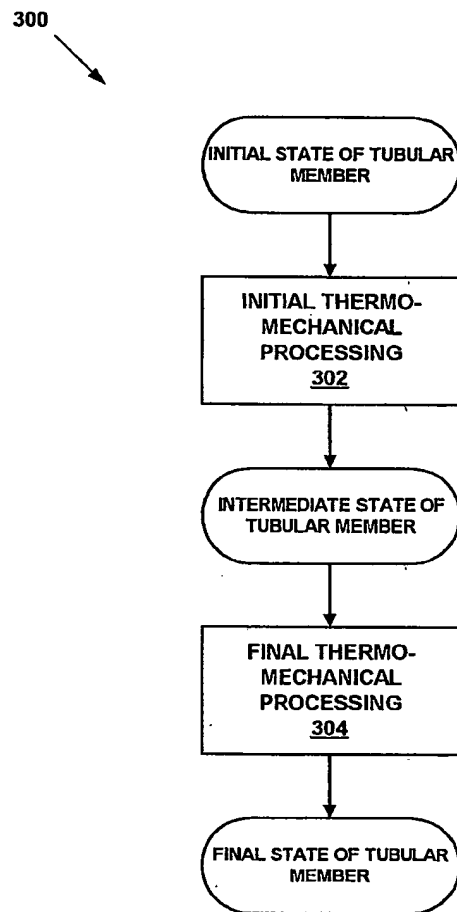 300
INITIAL STATE OF TUBULAR
MEMBER
INITIAL THERMO-
MECHANICAL
PROCESSING
302
INTERMEDIATE STATE OF
TUBULAR MEMBER
FINAL THERMO-
MECHANICAL
PROCESSING
304
FINAL STATE OF TUBULAR
MEMBER